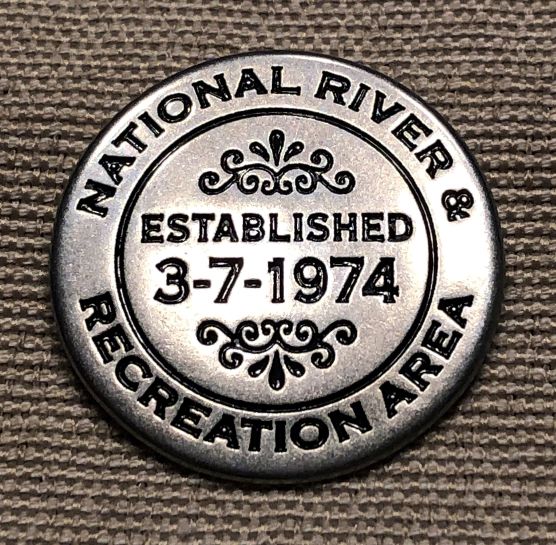 NATIONAL RIVER &
ESTABLISHED
3-7-1974
RECREATION AREA